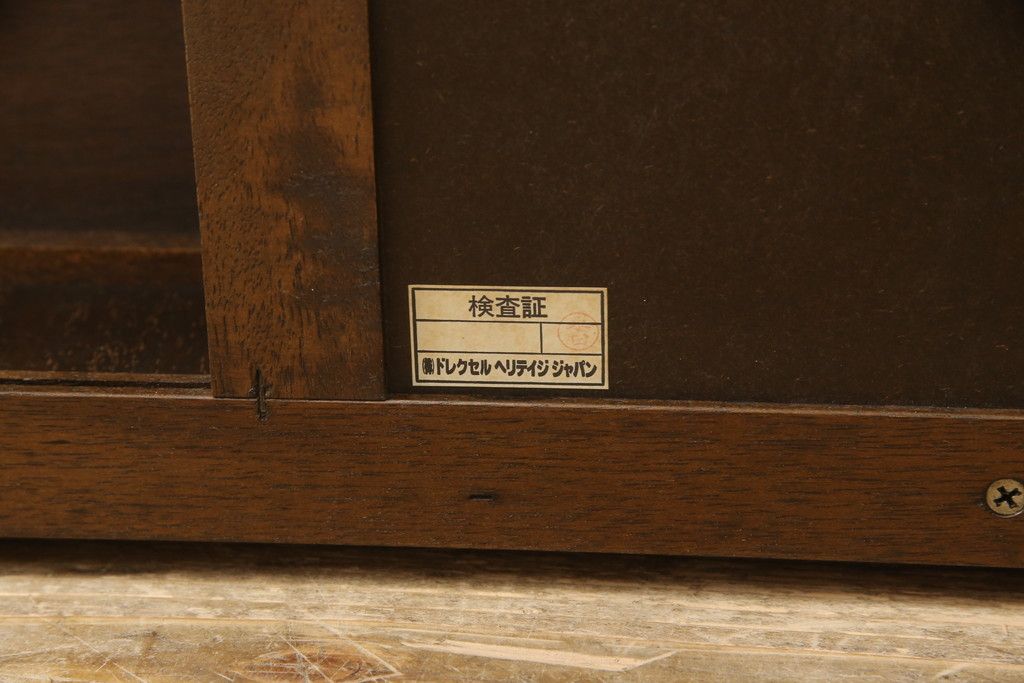 検査証
㈱ドレクセル ヘリテイジ ジャパン